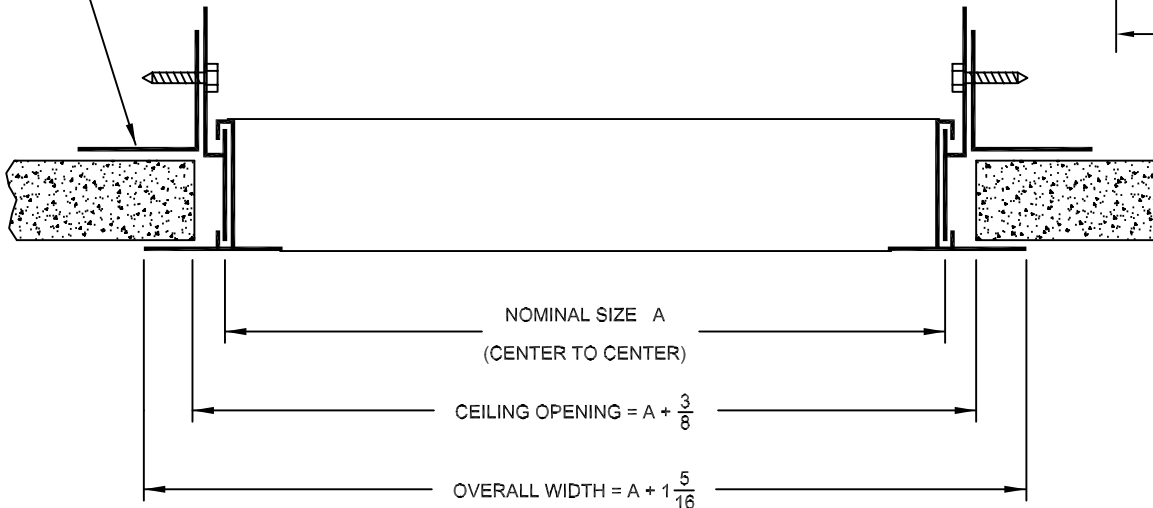 NOMINAL SIZE A
(CENTER TO CENTER)
CEILING OPENING = A + 3/8
OVERALL WIDTH = A + 1 5/16